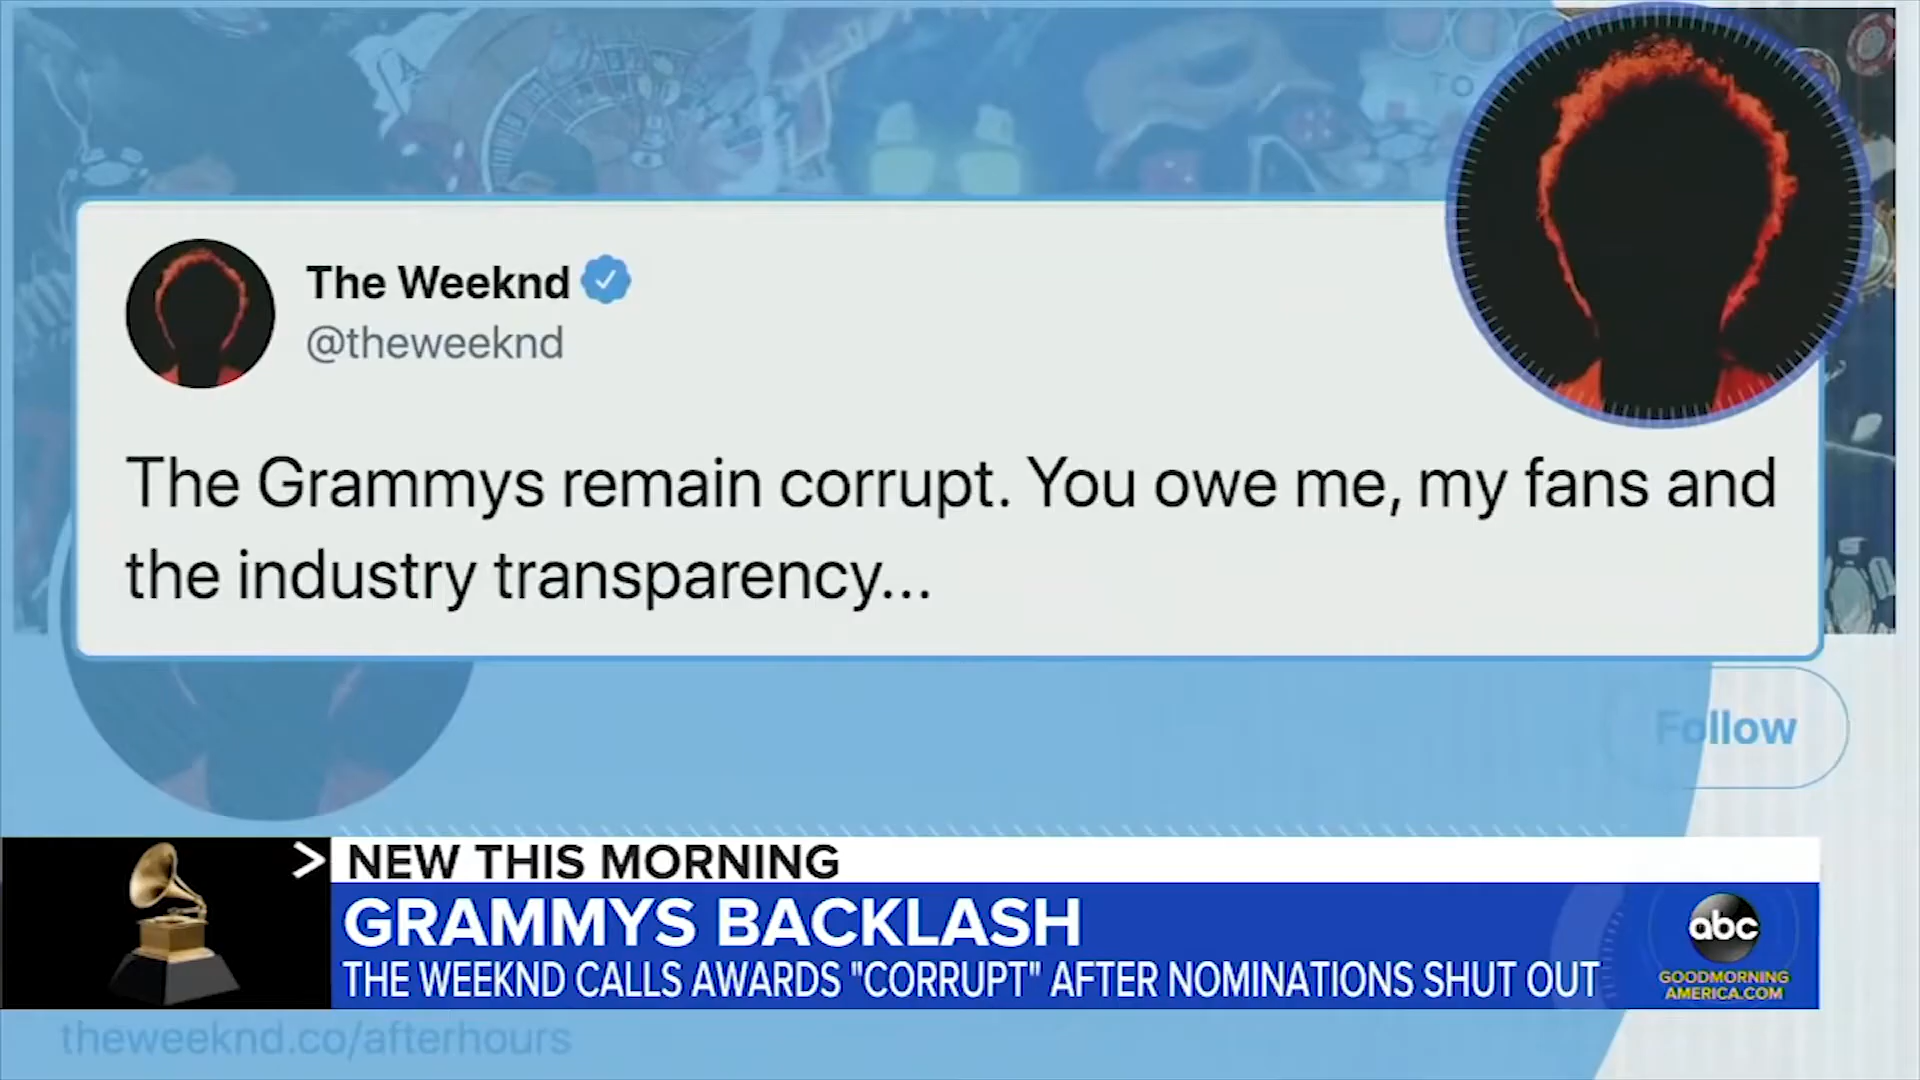 TO
The Weeknd
@theweeknd
The Grammys remain corrupt. You owe me, my fans and
the industry transparency...
Follow
> NEW THIS MORNING
GRAMMYS BACKLASH
THE WEEKND CALLS AWARDS "CORRUPT" AFTER NOMINATIONS SHUT OUT
abc
GOODMORNING
AMERICA.COM
theweeknd.co/afterhours